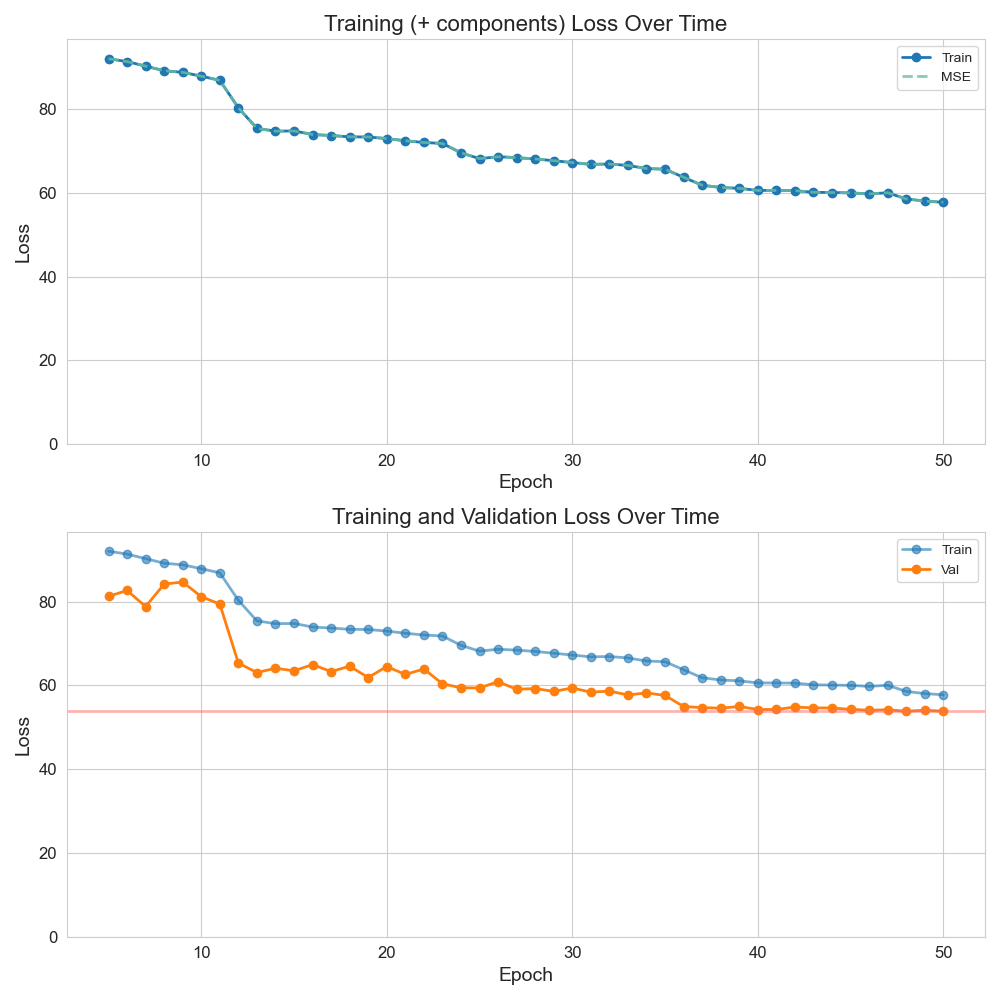 Training (+ components) Loss Over Time
Train
MSE
80
60
40
20
0
Loss
10 20 30 40 50
Epoch
Training and Validation Loss Over Time
Train
Val
80
60
40
20
0
Loss
10 20 30 40 50
Epoch